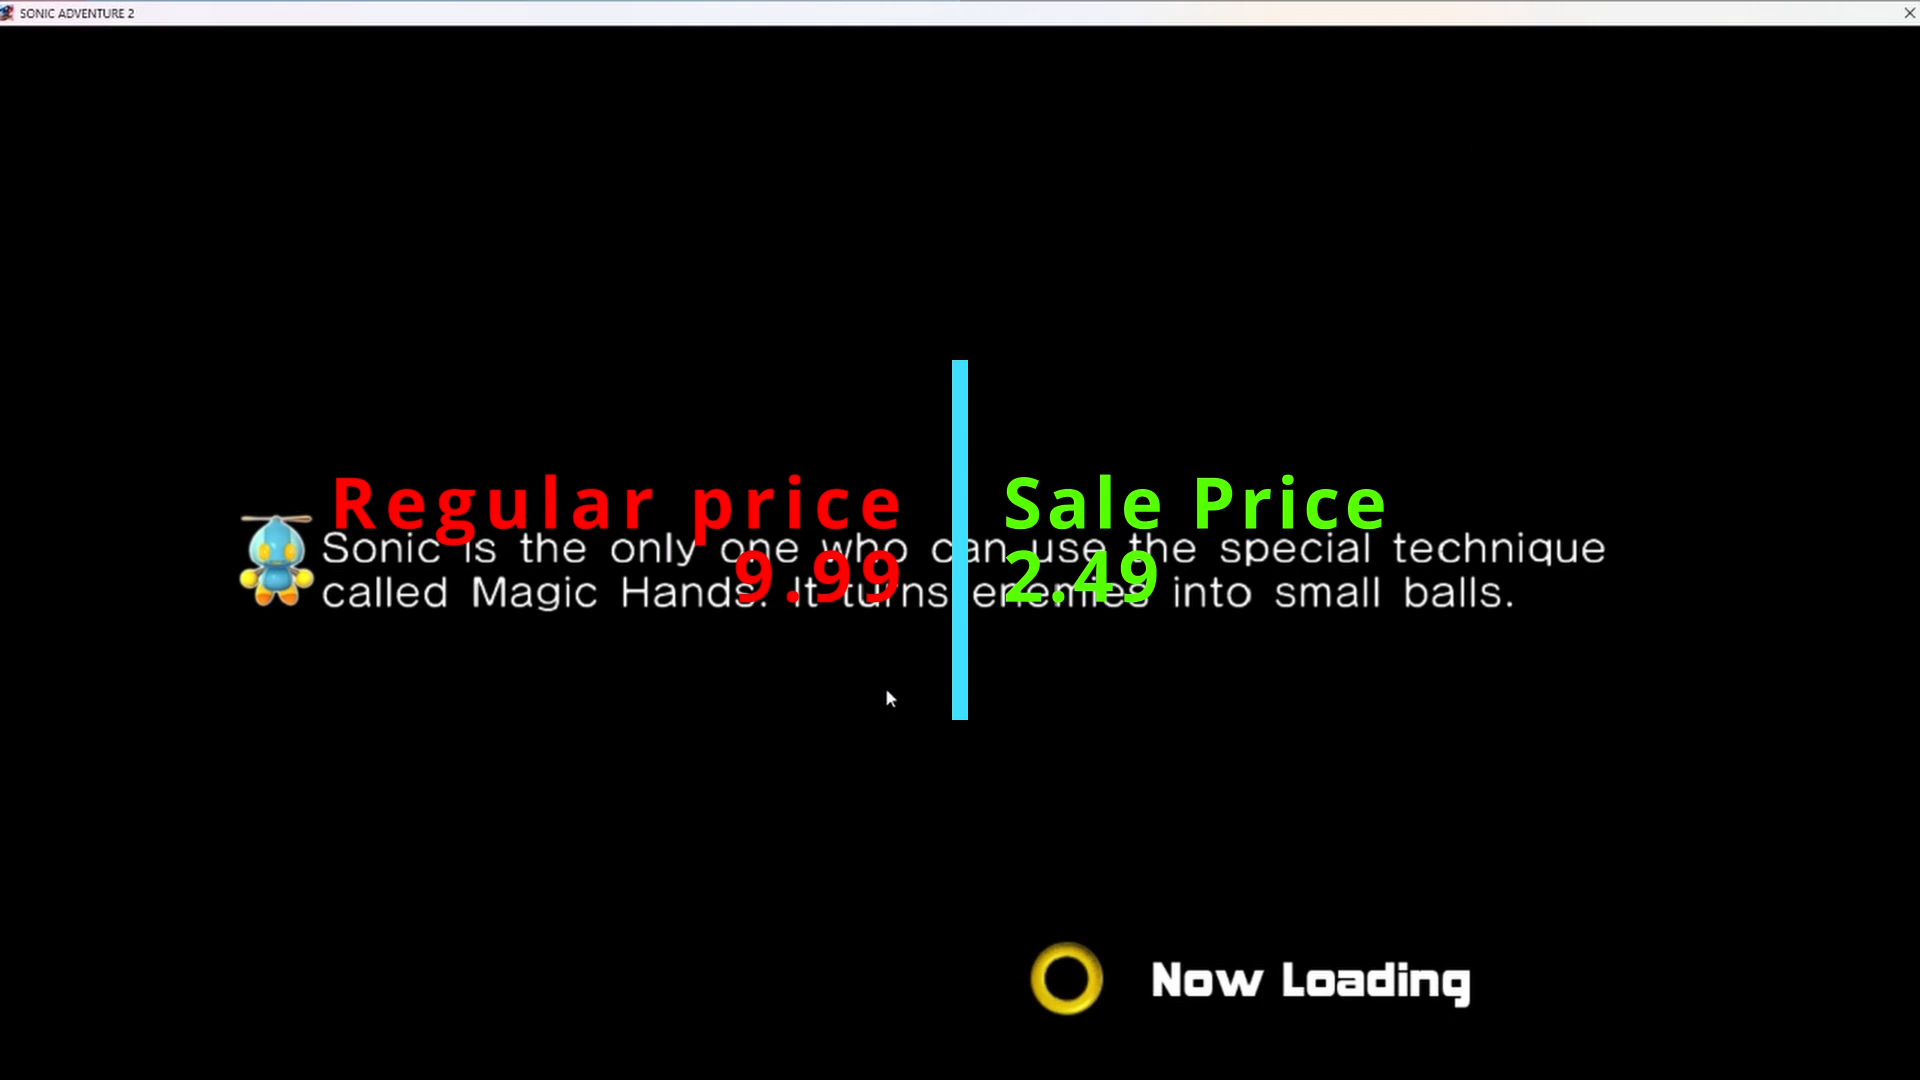 SONIC ADVENTURE 2
Regular price
9.99
Sale Price
2.49
Sonic is the only one who can use the special technique
called Magic Hands. It turns enemies into small balls.
Now Loading